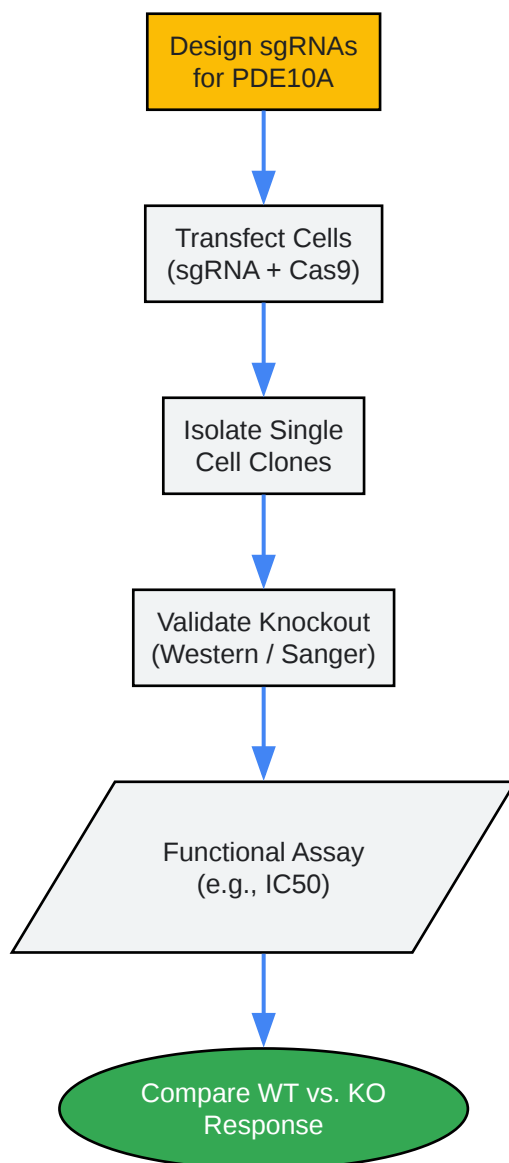 Design sgRNAs
for PDE10A
Transfect Cells
(sgRNA + Cas9)
Isolate Single
Cell Clones
Validate Knockout
(Western / Sanger)
Functional Assay
(e.g., IC50)
Compare WT vs. KO
Response